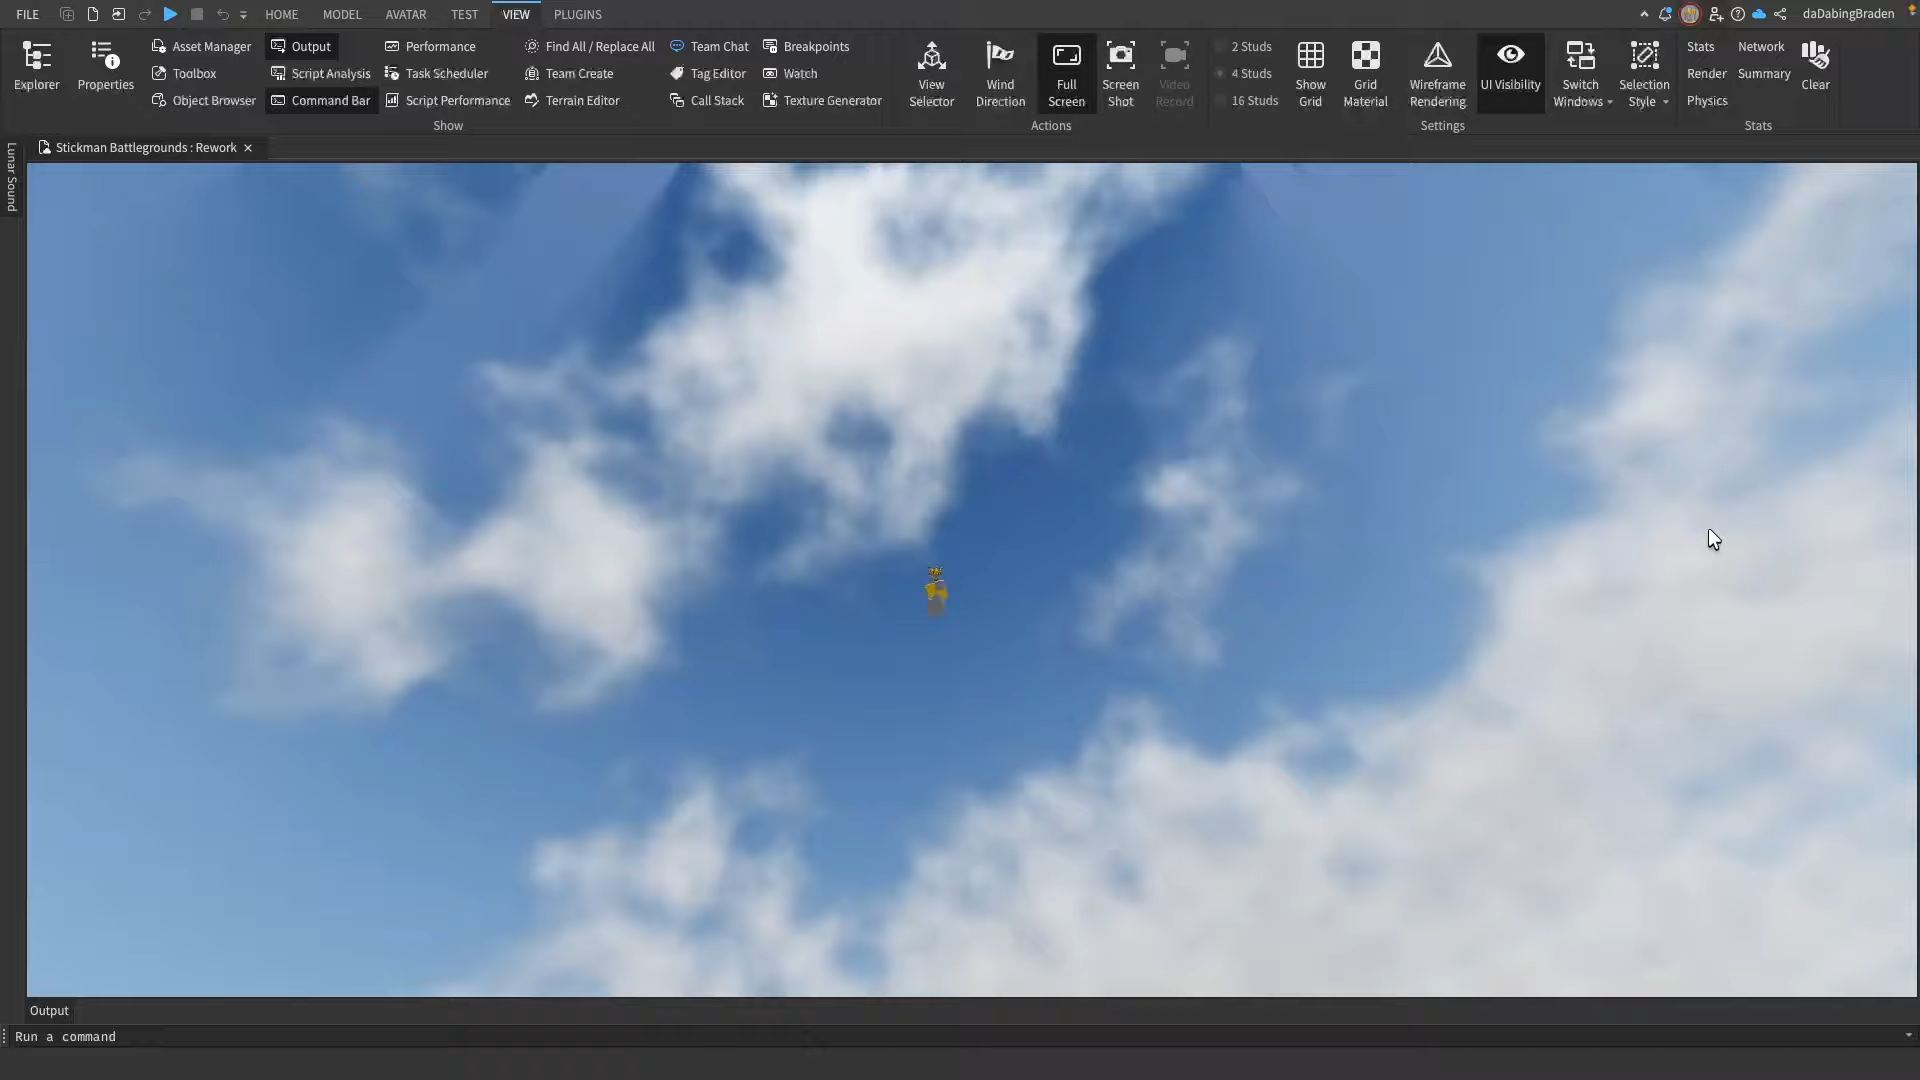 FILE HOME MODEL AVATAR TEST VIEW PLUGINS daDabingBraden
Explorer
Properties
Asset Manager
Toolbox
Object Browser
Output
Script Analysis
Command Bar
Performance
Task Scheduler
Script Performance
Find All / Replace All
Team Create
Terrain Editor
Team Chat
Tag Editor
Call Stack
Breakpoints
Watch
Texture Generator
Show
View
Selector
Wind
Direction
Full
Screen
Screen
Shot
Video
Record
Actions
2 Studs
4 Studs
16 Studs
Show
Grid
Grid
Material
Wireframe
Rendering
UI Visibility
Switch
Windows
Selection
Style
Settings
Stats
Render
Physics
Network
Summary
Clear
Stats
Lunar Sound
Stickman Battlegrounds : Rework
Output
Run a command